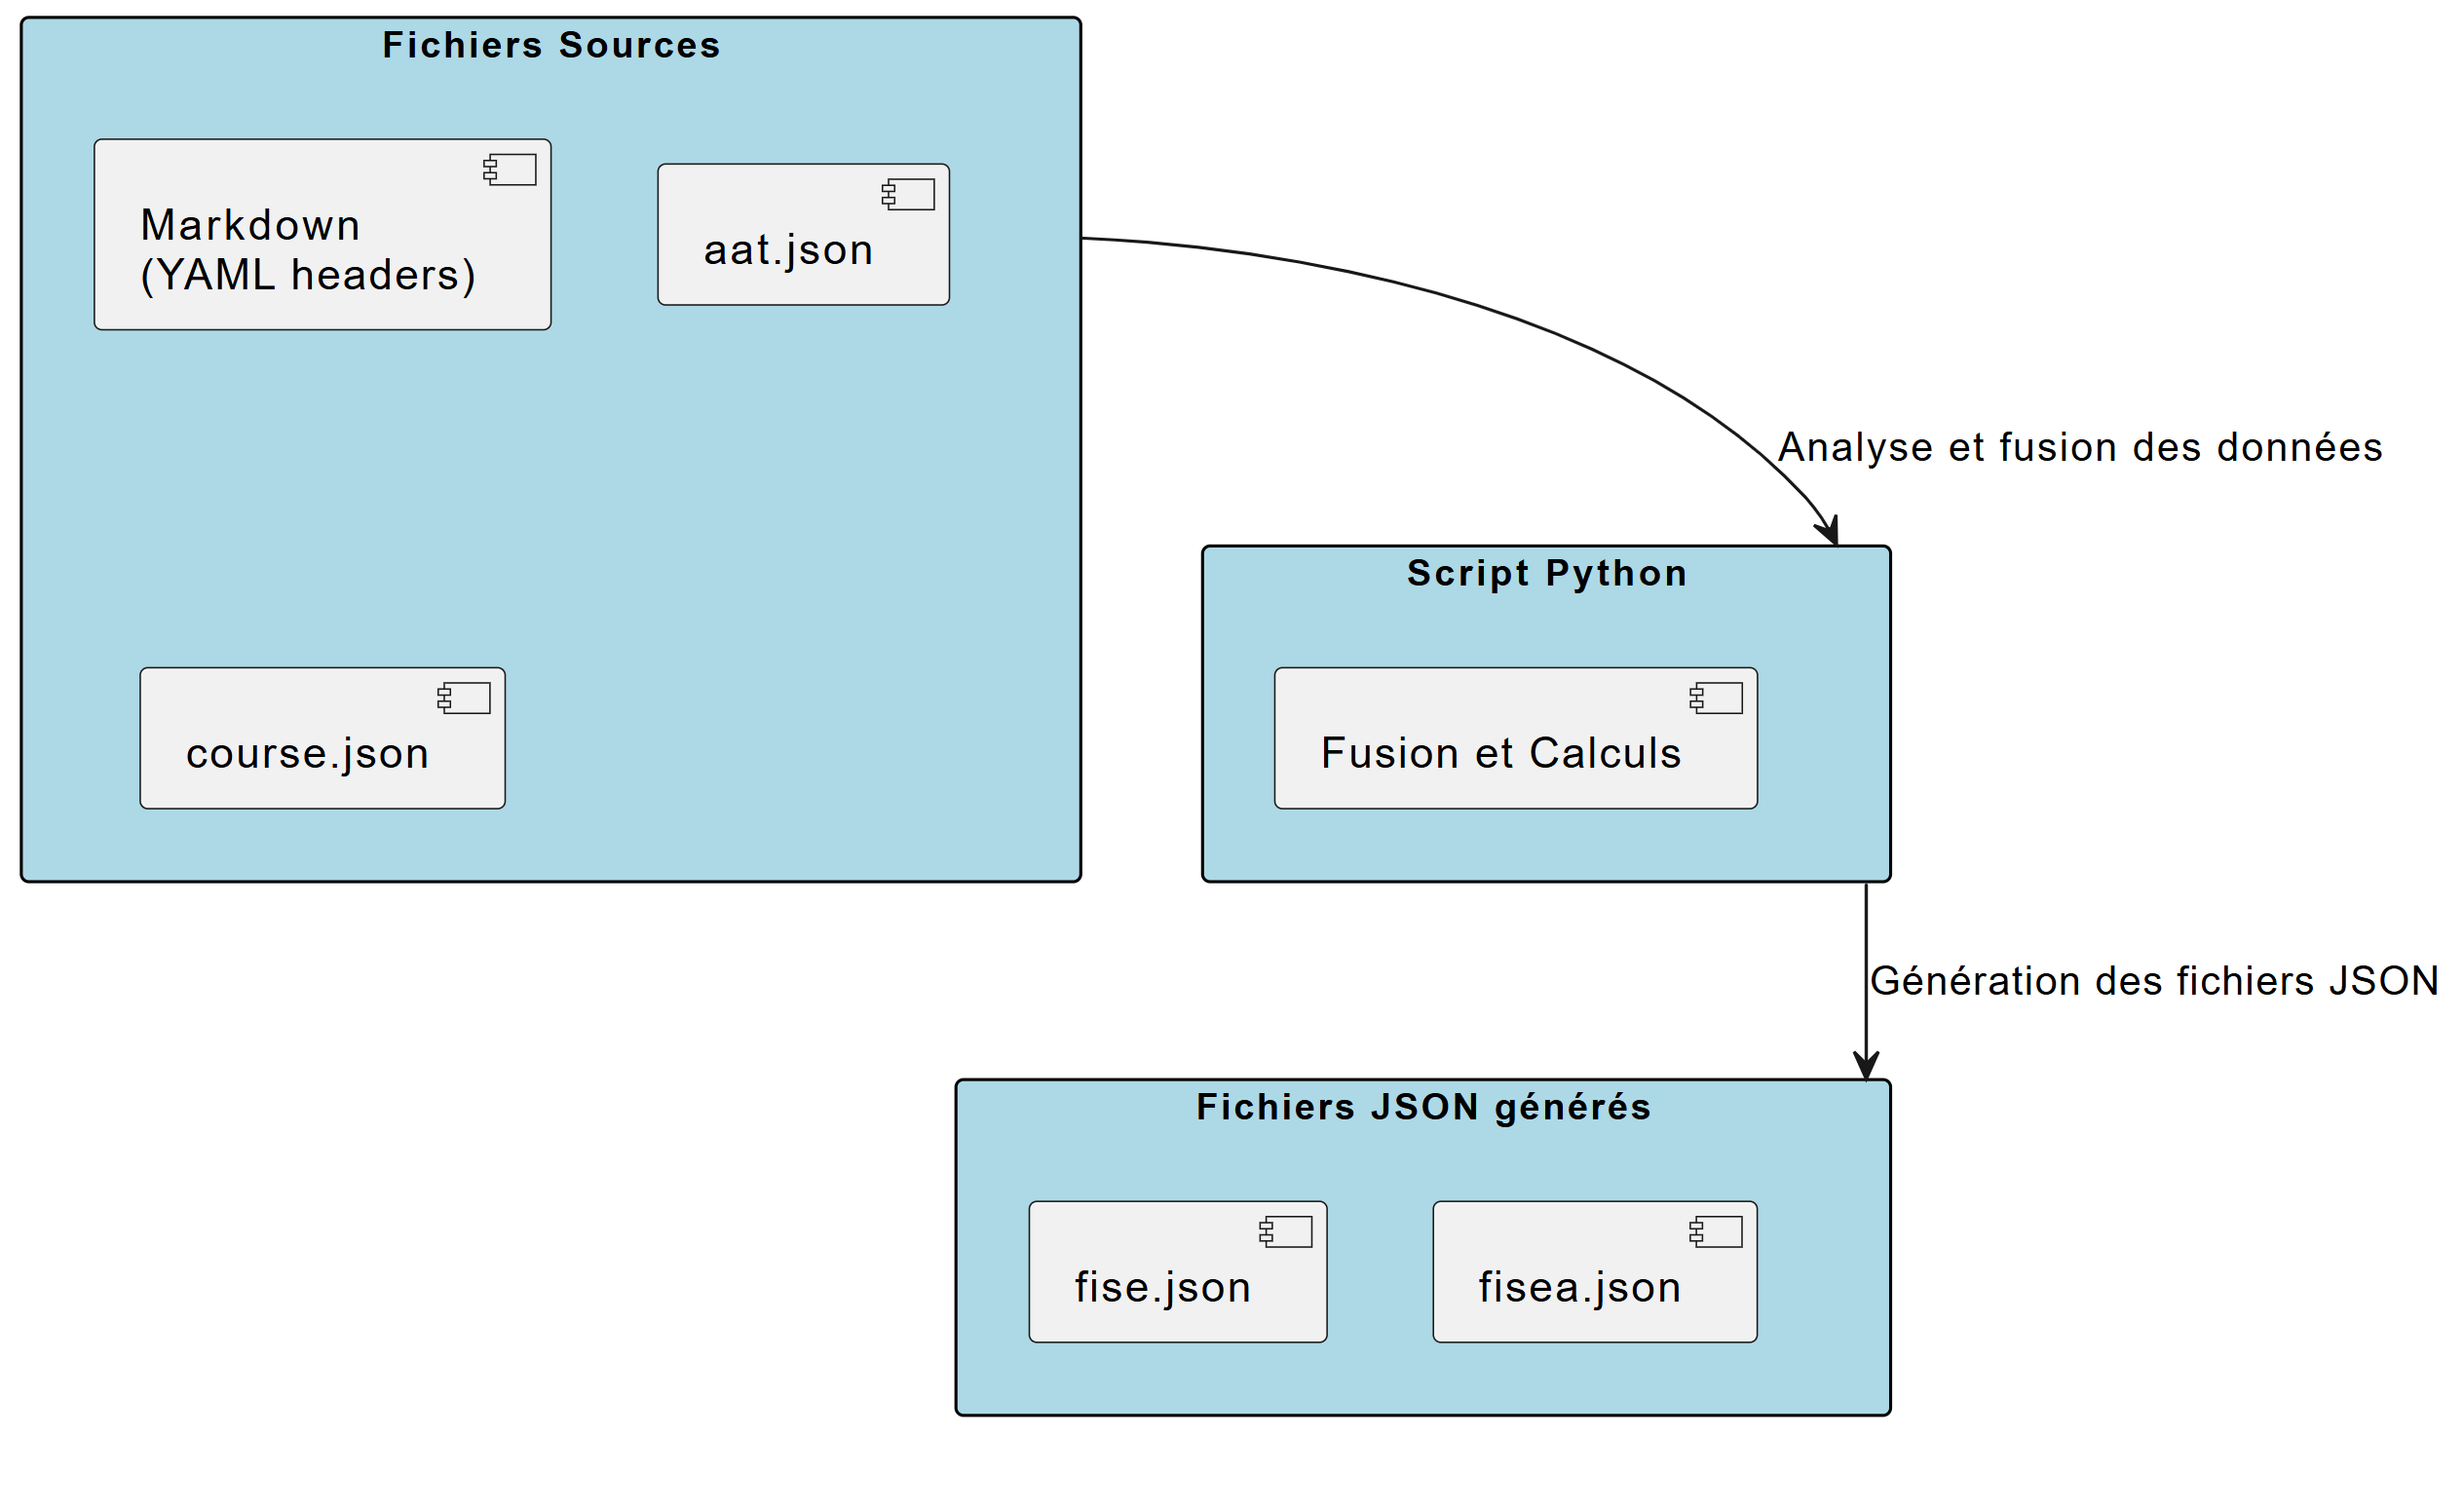 Fichiers Sources
Markdown
(YAML headers)
aat.json
Analyse et fusion des données
Script Python
course.json
Fusion et Calculs
Génération des fichiers JSON
Fichiers JSON générés
fise.json
fisea.json